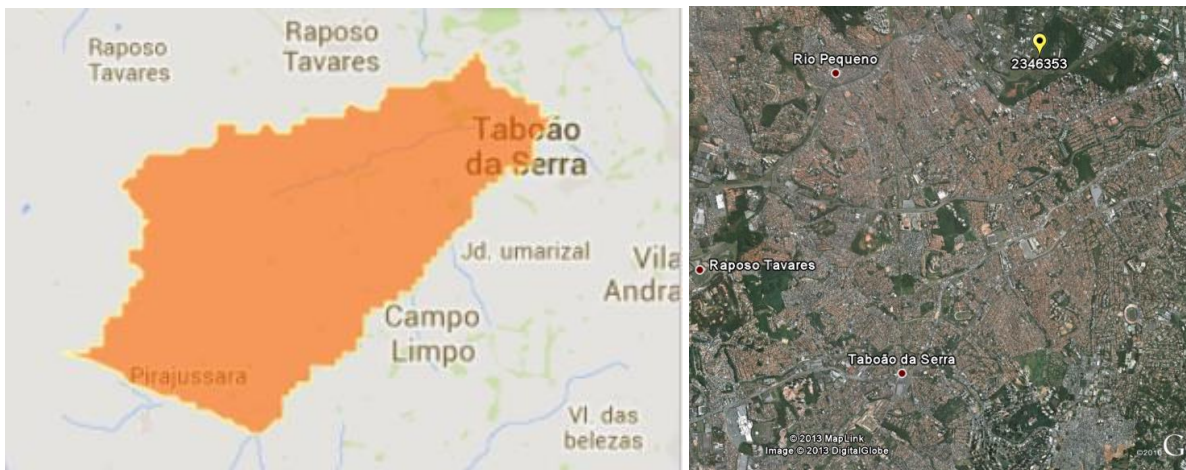 Raposo
Tavares
Raposo
Tavares
Taboão
da Serra
Jd. umarizal
Vila
Andra
Campo
Limpo
Pirajussara
Vl. das
belezas
Rio Pequeno
2346353
Raposo Tavares
Taboão da Serra
© 2013 MapLink
Image © 2013 DigitalGlobe
©2016 G